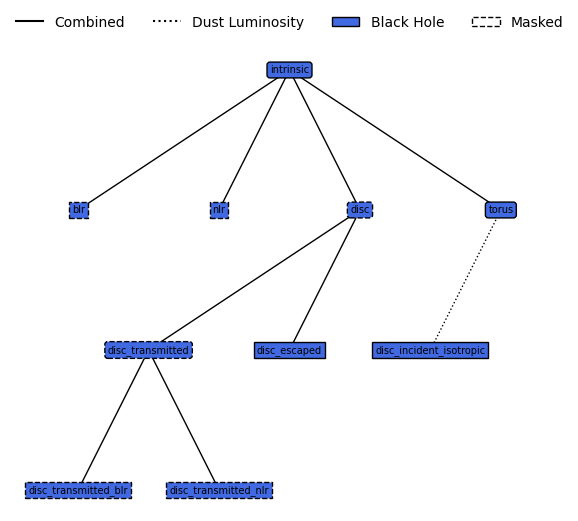 Combined Dust Luminosity Black Hole Masked
intrinsic
blr nlr disc torus
disc_transmitted disc_escaped disc_incident_isotropic
disc_transmitted_blr disc_transmitted_nlr